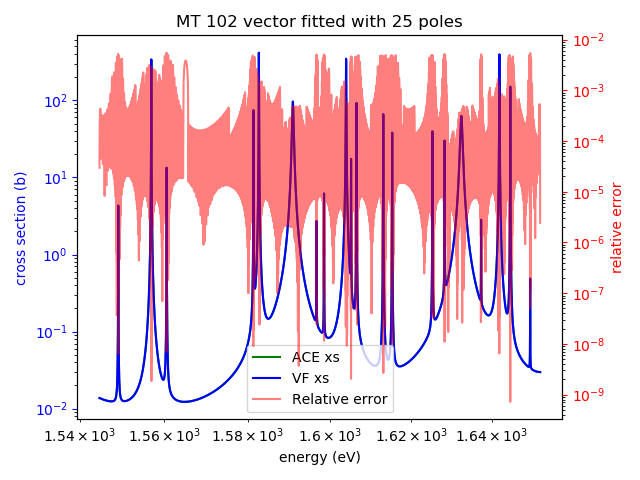 MT 102 vector fitted with 25 poles
cross section (b)
10²
10¹
10⁰
10⁻¹
10⁻²
10⁻²
10⁻³
10⁻⁴
10⁻⁵
10⁻⁶
10⁻⁷
10⁻⁸
10⁻⁹
relative error
ACE xs
VF xs
Relative error
1.54 × 10³ 1.56 × 10³ 1.58 × 10³ 1.6 × 10³ 1.62 × 10³ 1.64 × 10³
energy (eV)